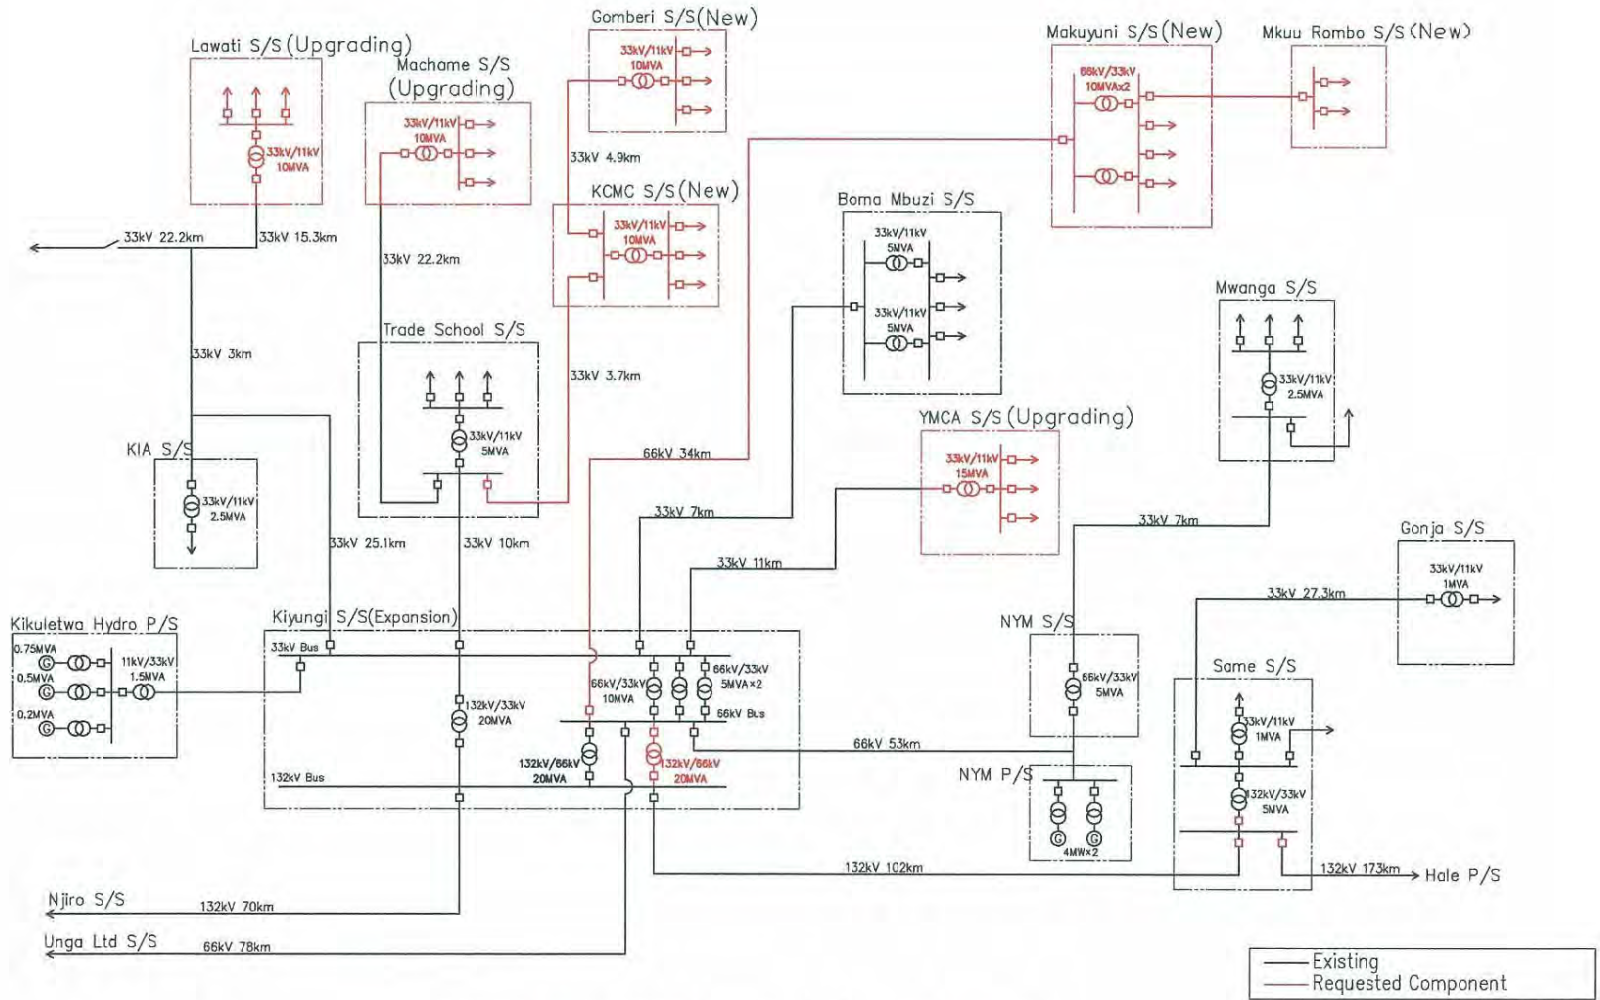 Gomberi S/S(New)
33kV/11kV
10MVA
Lawati S/S(Upgrading)
33kV/11kV
10MVA
Machame S/S
(Upgrading)
33kV/11kV
10MVA
Makuyuni S/S(New)
66kV/33kV
10MVA×2
Mkuu Rombo S/S(New)
33kV 4.9km
KCMC S/S(New)
33kV/11kV
10MVA
Boma Mbuzi S/S
33kV/11kV
5MVA
33kV/11kV
5MVA
33kV 22.2km
33kV 15.3km
33kV 22.2km
Mwanga S/S
33kV/11kV
2.5MVA
33kV 3km
Trade School S/S
33kV/11kV
5MVA
33kV 3.7km
YMCA S/S(Upgrading)
33kV/11kV
15MVA
KIA S/S
33kV/11kV
2.5MVA
66kV 34km
33kV 7km
33kV 7km
33kV 25.1km
33kV 10km
33kV 11km
Gonja S/S
33kV/11kV
1MVA
33kV 27.3km
Kikuletwa Hydro P/S
0.75MVA
G
0.5MVA
G
0.2MVA
G
11kV/33kV
1.5MVA
Kiyungi S/S(Expansion)
33kV Bus
66kV/33kV
10MVA
66kV/33kV
5MVA×2
66kV Bus
132kV/33kV
20MVA
132kV/66kV
20MVA
132kV/66kV
20MVA
132kV Bus
NYM S/S
66kV/33kV
5MVA
66kV 53km
NYM P/S
G
G
4MW×2
Same S/S
33kV/11kV
1MVA
132kV/33kV
5MVA
132kV 102km
132kV 173km
Hale P/S
Njiro S/S
132kV 70km
Unga Ltd S/S
66kV 78km
Existing
Requested Component